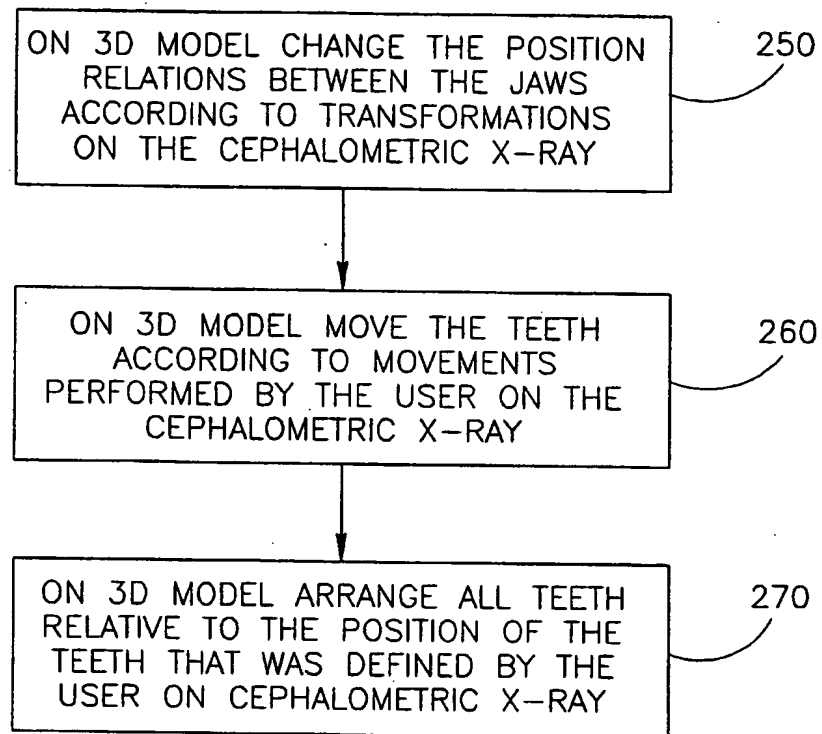 ON 3D MODEL CHANGE THE POSITION
RELATIONS BETWEEN THE JAWS
ACCORDING TO TRANSFORMATIONS
ON THE CEPHALOMETRIC X-RAY
250
ON 3D MODEL MOVE THE TEETH
ACCORDING TO MOVEMENTS
PERFORMED BY THE USER ON THE
CEPHALOMETRIC X-RAY
260
ON 3D MODEL ARRANGE ALL TEETH
RELATIVE TO THE POSITION OF THE
TEETH THAT WAS DEFINED BY THE
USER ON CEPHALOMETRIC X-RAY
270